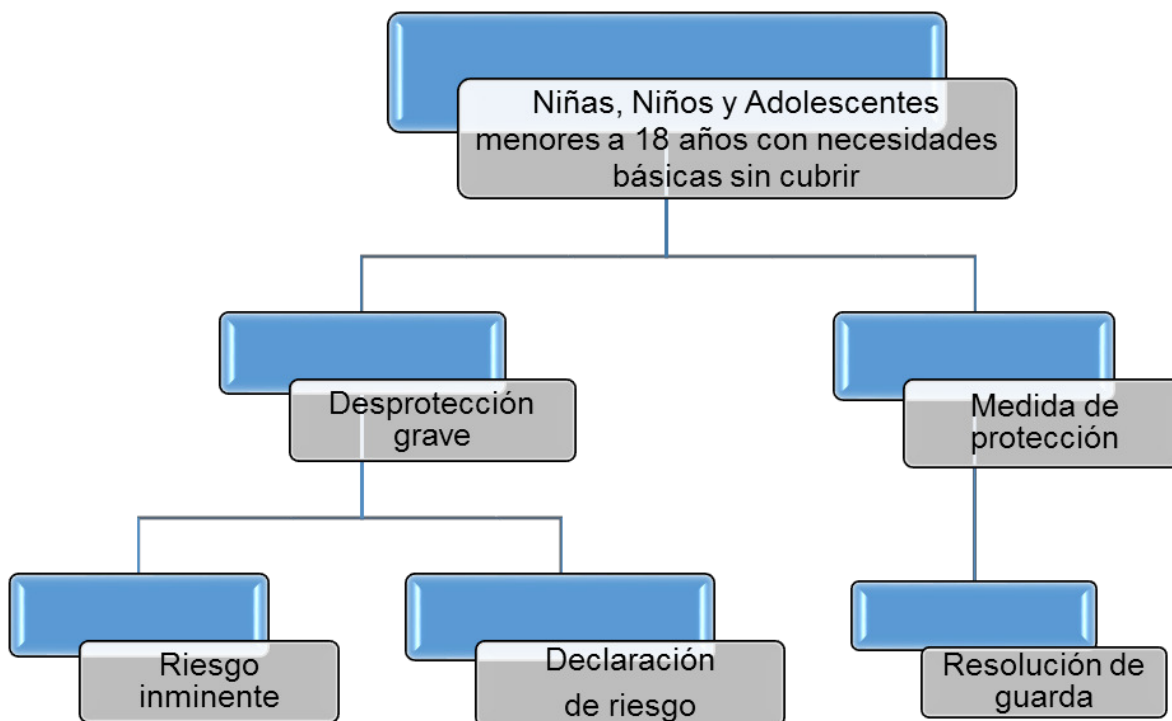 Niñas, Niños y Adolescentes
menores a 18 años con necesidades
básicas sin cubrir
Desprotección
grave
Medida de
protección
Riesgo
inminente
Declaración
de riesgo
Resolución de
guarda